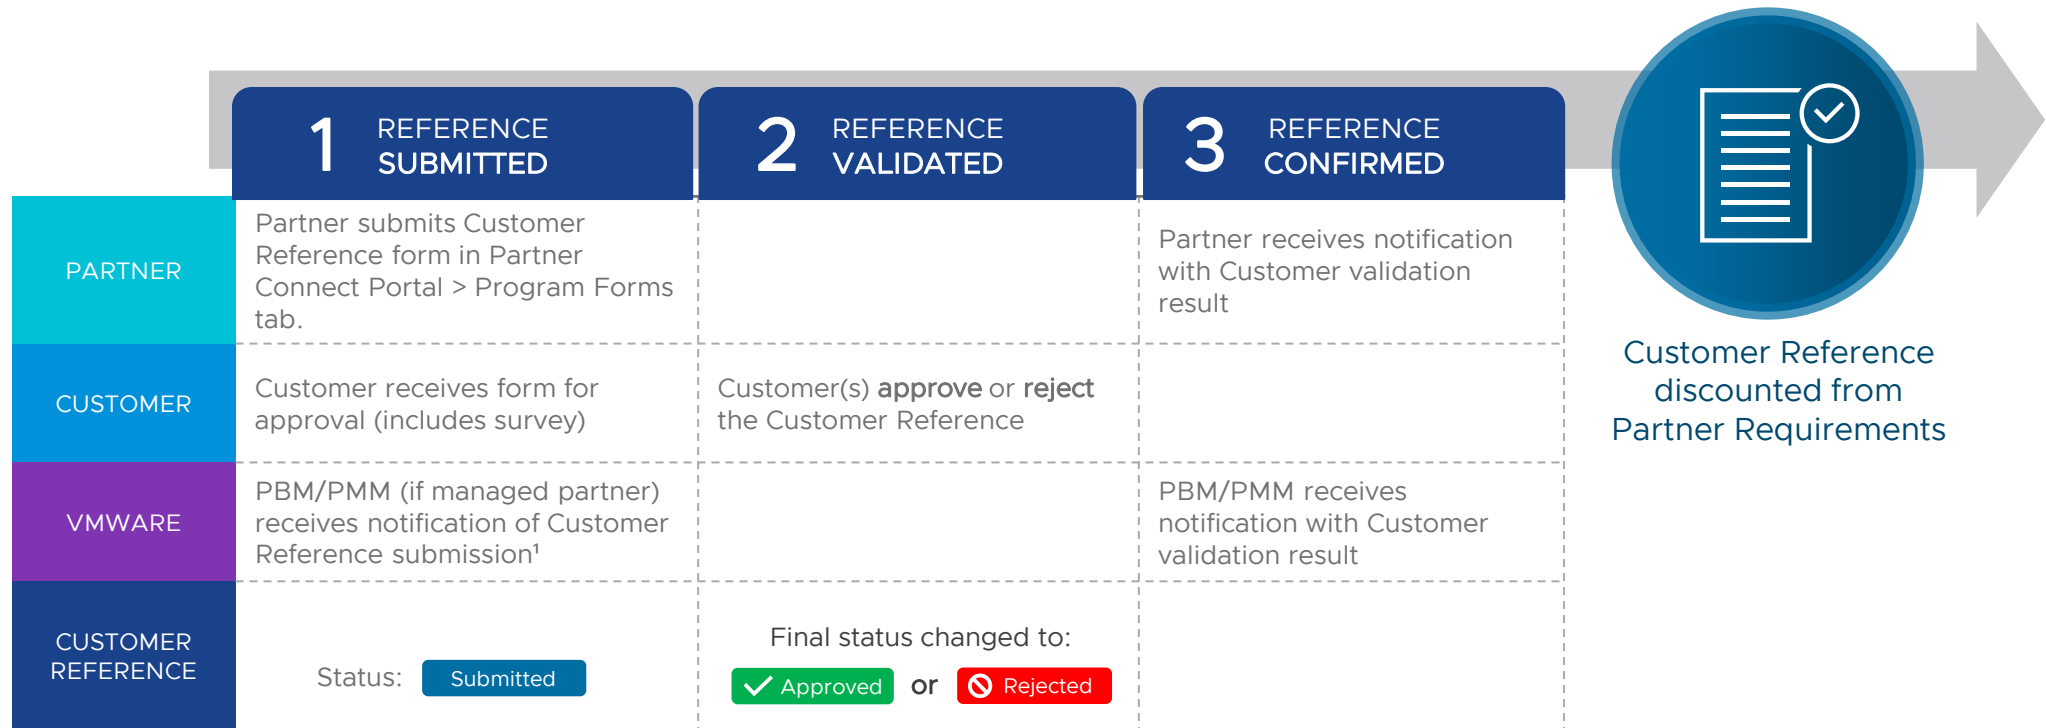 1 REFERENCE
SUBMITTED
2 REFERENCE
VALIDATED
3 REFERENCE
CONFIRMED
PARTNER
Partner submits Customer
Reference form in Partner
Connect Portal > Program Forms
tab.
Partner receives notification
with Customer validation
result
CUSTOMER
Customer receives form for
approval (includes survey)
Customer(s) approve or reject
the Customer Reference
VMWARE
PBM/PMM (if managed partner)
receives notification of Customer
Reference submission¹
PBM/PMM receives
notification with Customer
validation result
CUSTOMER
REFERENCE
Status: Submitted
Final status changed to:
Approved or Rejected
Customer Reference
discounted from
Partner Requirements